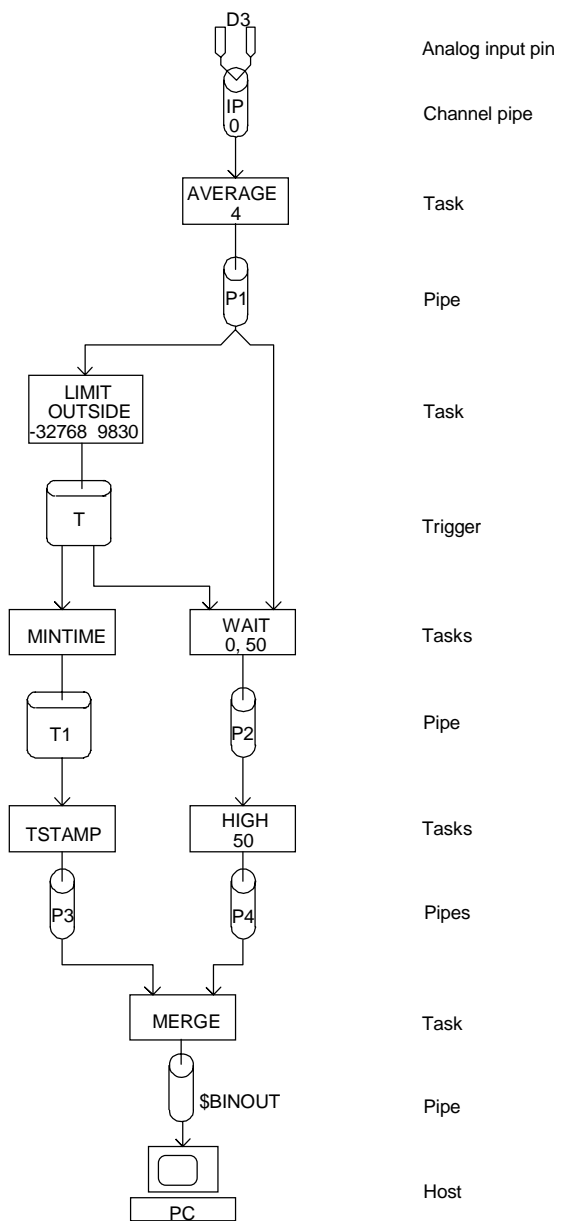 D3
Analog input pin
IP
0
Channel pipe
AVERAGE
4
Task
P1
Pipe
LIMIT
OUTSIDE
-32768 9830
Task
T
Trigger
MINTIME
WAIT
0, 50
Tasks
T1
P2
Pipe
TSTAMP
HIGH
50
Tasks
P3
P4
Pipes
MERGE
Task
$BINOUT
Pipe
Host
PC